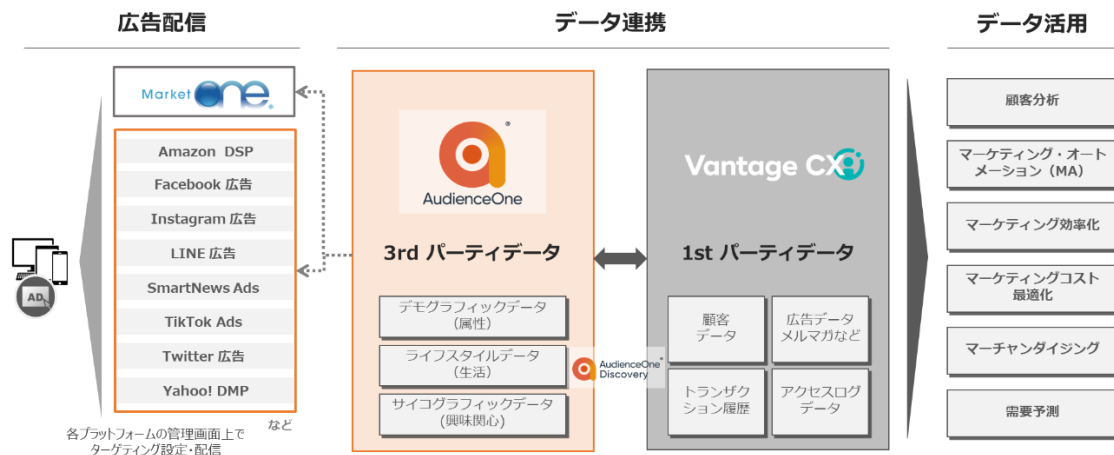 広告配信
データ連携
データ活用
Market One
Amazon DSP
Facebook 広告
Instagram 広告
LINE 広告
SmartNews Ads
TikTok Ads
Twitter 広告
Yahoo! DMP
など
各プラットフォームの管理画面上で
ターゲティング設定・配信
AD
AudienceOne
3rd パーティデータ
デモグラフィックデータ
(属性)
ライフスタイルデータ
(生活)
サイコグラフィックデータ
(興味関心)
AudienceOne®
Discovery
Vantage CX
1st パーティデータ
顧客
データ
広告データ
メルマガなど
トランザク
ション履歴
アクセスログ
データ
顧客分析
マーケティング・オート
メーション（MA）
マーケティング効率化
マーケティングコスト
最適化
マーチャンダイジング
需要予測